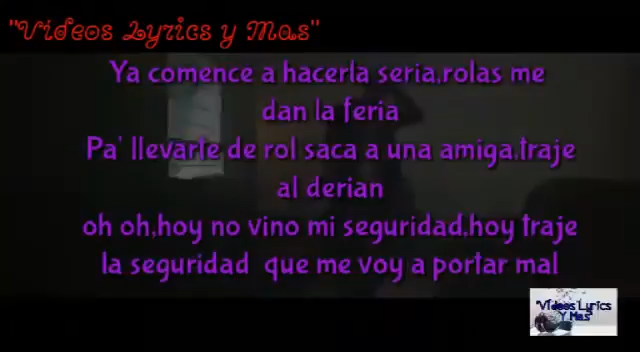 "Videos Lyrics y Mas"
Ya comence a hacerla seria,rolas me
dan la feria
Pa' llevarte de rol saca a una amiga,traje
al derian
oh oh,hoy no vino mi seguridad,hoy traje
la seguridad que me voy a portar mal
"Videos Lyrics
Y Mas"